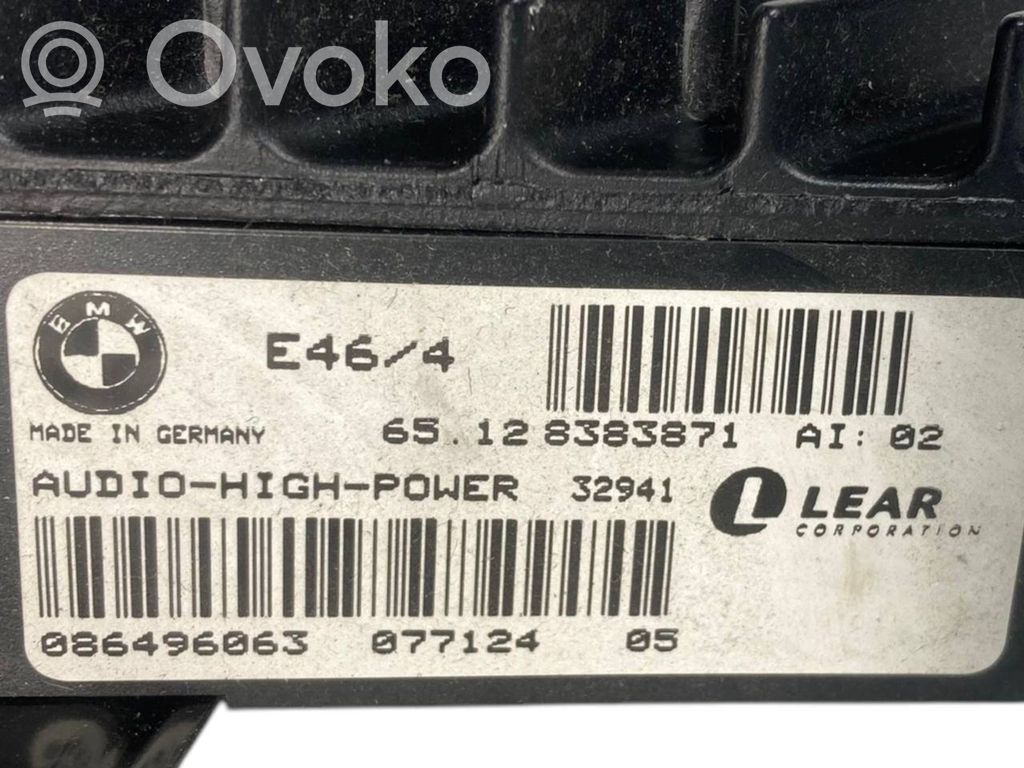 Ovoko
BMW
E46/4
MADE IN GERMANY
65.12 8383871 AI: 02
AUDIO-HIGH-POWER 32941
LEAR
CORPORATION
086496063 077124 05